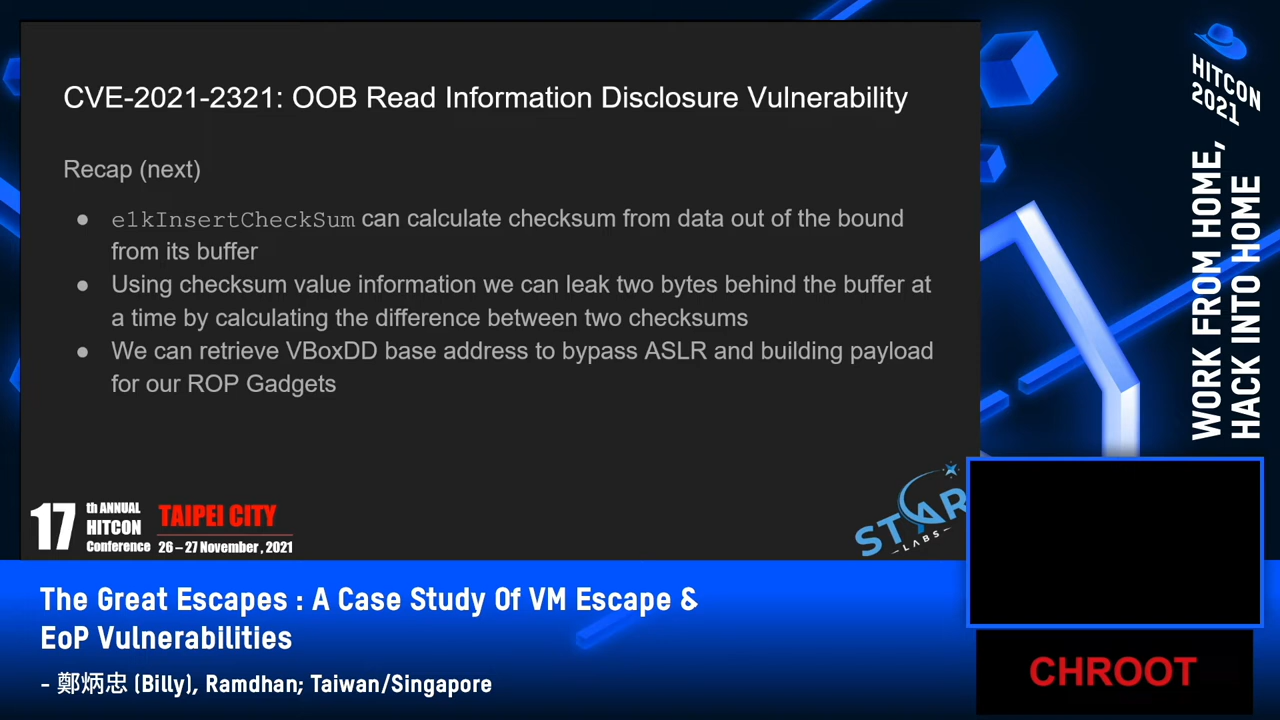 CVE-2021-2321: OOB Read Information Disclosure Vulnerability
Recap (next)
● e1kInsertCheckSum can calculate checksum from data out of the bound
from its buffer
● Using checksum value information we can leak two bytes behind the buffer at
a time by calculating the difference between two checksums
● We can retrieve VBoxDD base address to bypass ASLR and building payload
for our ROP Gadgets
17
th ANNUAL
HITCON
Conference
TAIPEI CITY
26 – 27 November , 2021
STAR
LABS
HITCON
2021
WORK FROM HOME,
HACK INTO HOME
The Great Escapes : A Case Study Of VM Escape &
EoP Vulnerabilities
- 鄭炳忠 (Billy), Ramdhan; Taiwan/Singapore
CHROOT